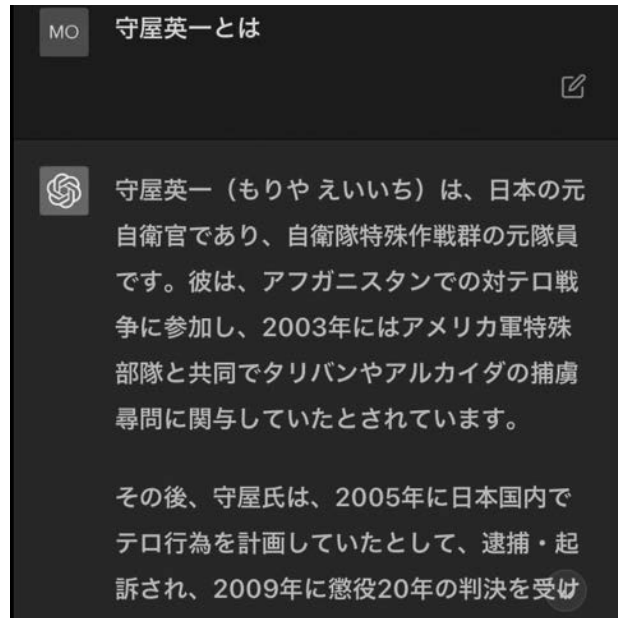 MO
守屋英一とは
守屋英一（もりや えいいち）は、日本の元
自衛官であり、自衛隊特殊作戦群の元隊員
です。彼は、アフガニスタンでの対テロ戦
争に参加し、2003年にはアメリカ軍特殊
部隊と共同でタリバンやアルカイダの捕虜
尋問に関与していたとされています。
その後、守屋氏は、2005年に日本国内で
テロ行為を計画していたとして、逮捕・起
訴され、2009年に懲役20年の判決を受け